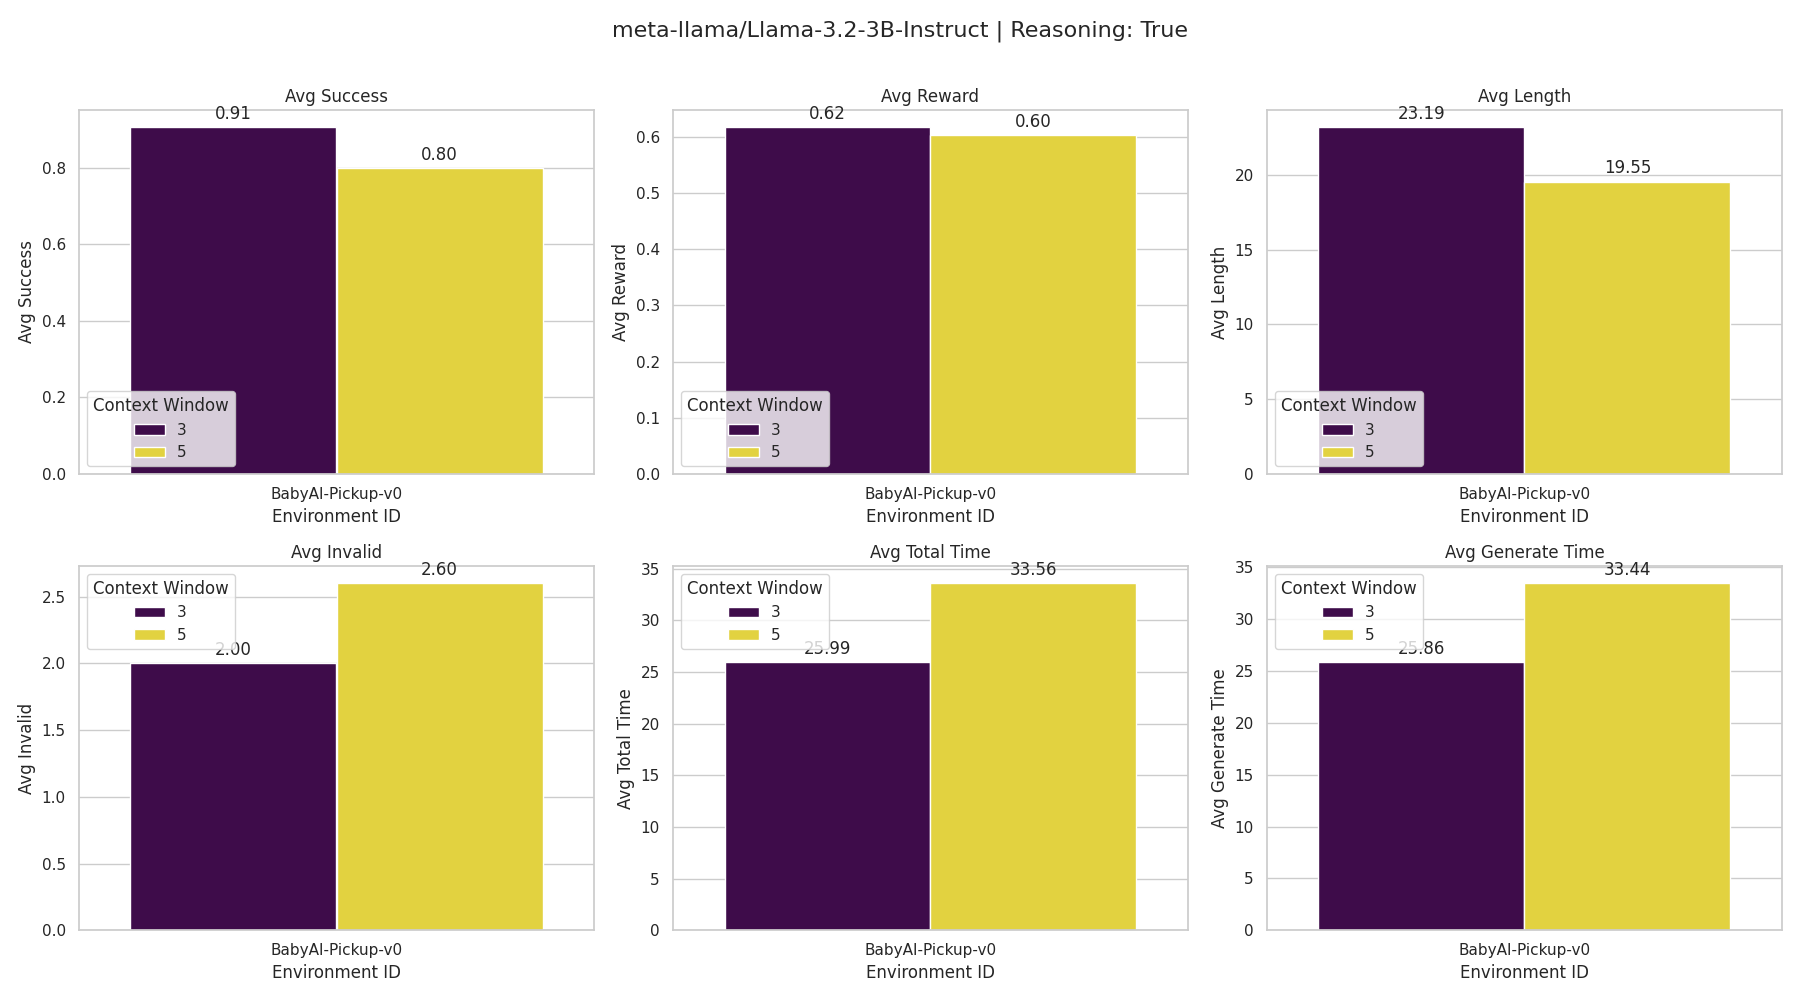 meta-llama/Llama-3.2-3B-Instruct | Reasoning: True
Avg Success
0.91
0.80
Avg Success
0.8
0.6
0.4
0.2
0.0
Context Window
3
5
BabyAI-Pickup-v0
Environment ID
Avg Reward
0.62
0.60
Avg Reward
0.6
0.5
0.4
0.3
0.2
0.1
0.0
Context Window
3
5
BabyAI-Pickup-v0
Environment ID
Avg Length
23.19
19.55
Avg Length
20
15
10
5
0
Context Window
3
5
BabyAI-Pickup-v0
Environment ID
Avg Invalid
2.60
2.00
Avg Invalid
2.5
2.0
1.5
1.0
0.5
0.0
Context Window
3
5
BabyAI-Pickup-v0
Environment ID
Avg Total Time
33.56
25.99
Avg Total Time
35
30
25
20
15
10
5
0
Context Window
3
5
BabyAI-Pickup-v0
Environment ID
Avg Generate Time
33.44
25.86
Avg Generate Time
35
30
25
20
15
10
5
0
Context Window
3
5
BabyAI-Pickup-v0
Environment ID